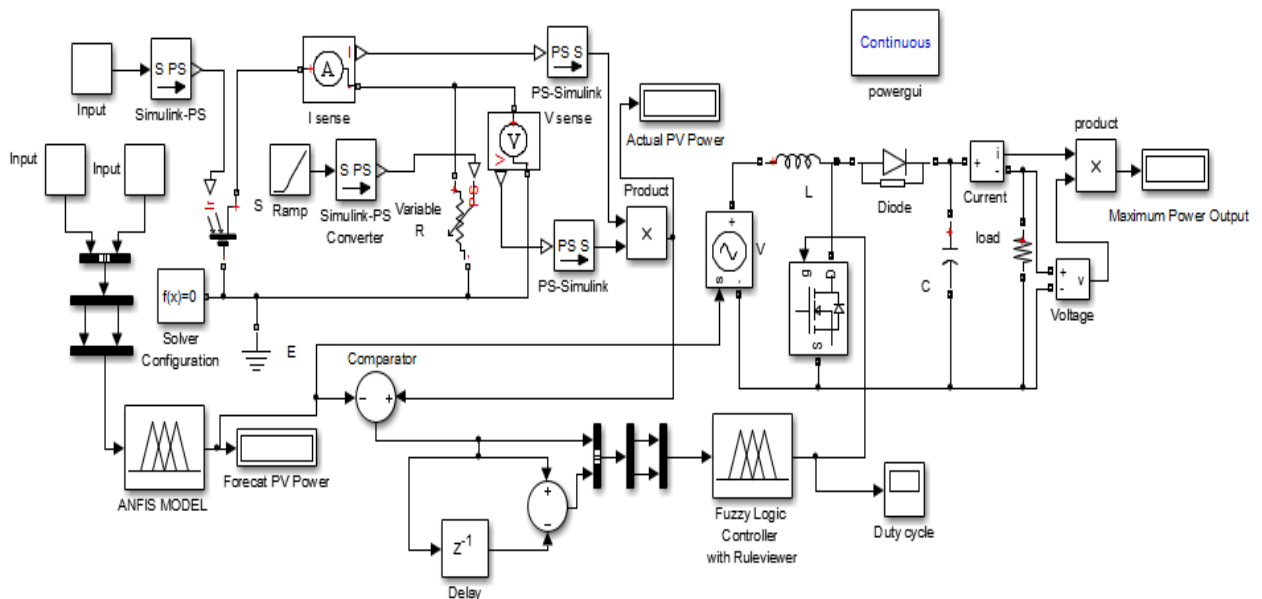 Input
S PS
Simulink-PS
A
I
I sense
PS S
PS-Simulink
V sense
Continuous
powergui
Input
Input
Ir
S
Ramp
S PS
Simulink-PS
Converter
Variable
R
PS
V
V
PS S
PS-Simulink
Product
X
Actual PV Power
L
Diode
V
s
g
D
S
C
Current
i
load
product
X
Maximum Power Output
v
Voltage
f(x)=0
Solver
Configuration
E
Comparator
ANFIS MODEL
Forecat PV Power
z-1
Delay
Fuzzy Logic
Controller
with Ruleviewer
Duty cycle